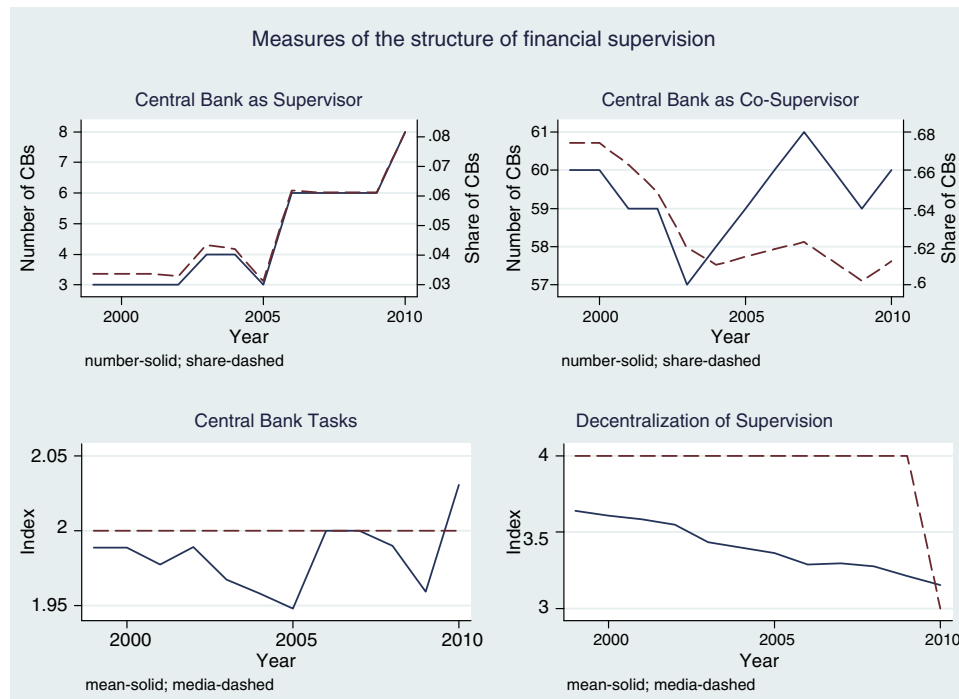 Measures of the structure of financial supervision
Central Bank as Supervisor
8
7
6
5
4
3
Number of CBs
.08
.07
.06
.05
.04
.03
Share of CBs
2000
2005
2010
Year
number-solid; share-dashed
Central Bank as Co-Supervisor
61
60
59
58
57
Number of CBs
.68
.66
.64
.62
.6
Share of CBs
2000
2005
2010
Year
number-solid; share-dashed
Central Bank Tasks
2.05
2
1.95
Index
2000
2005
2010
Year
mean-solid; media-dashed
Decentralization of Supervision
4
3.5
3
Index
2000
2005
2010
Year
mean-solid; media-dashed